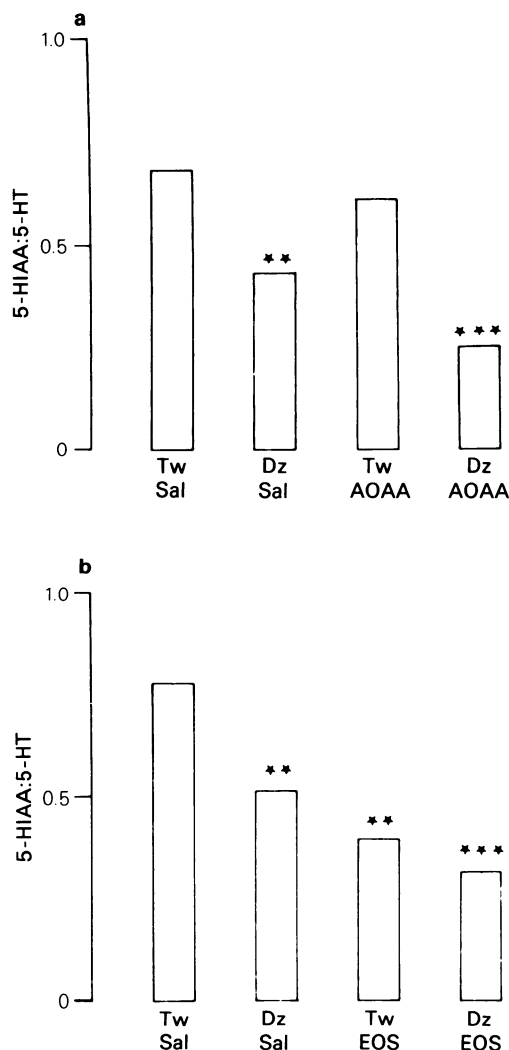 a
1.0
0.5
0
5-HIAA:5-HT
** *** 
Tw Dz Tw Dz
Sal Sal AOAA AOAA
b
1.0
0.5
0
5-HIAA:5-HT
** ** ***
Tw Dz Tw Dz
Sal Sal EOS EOS